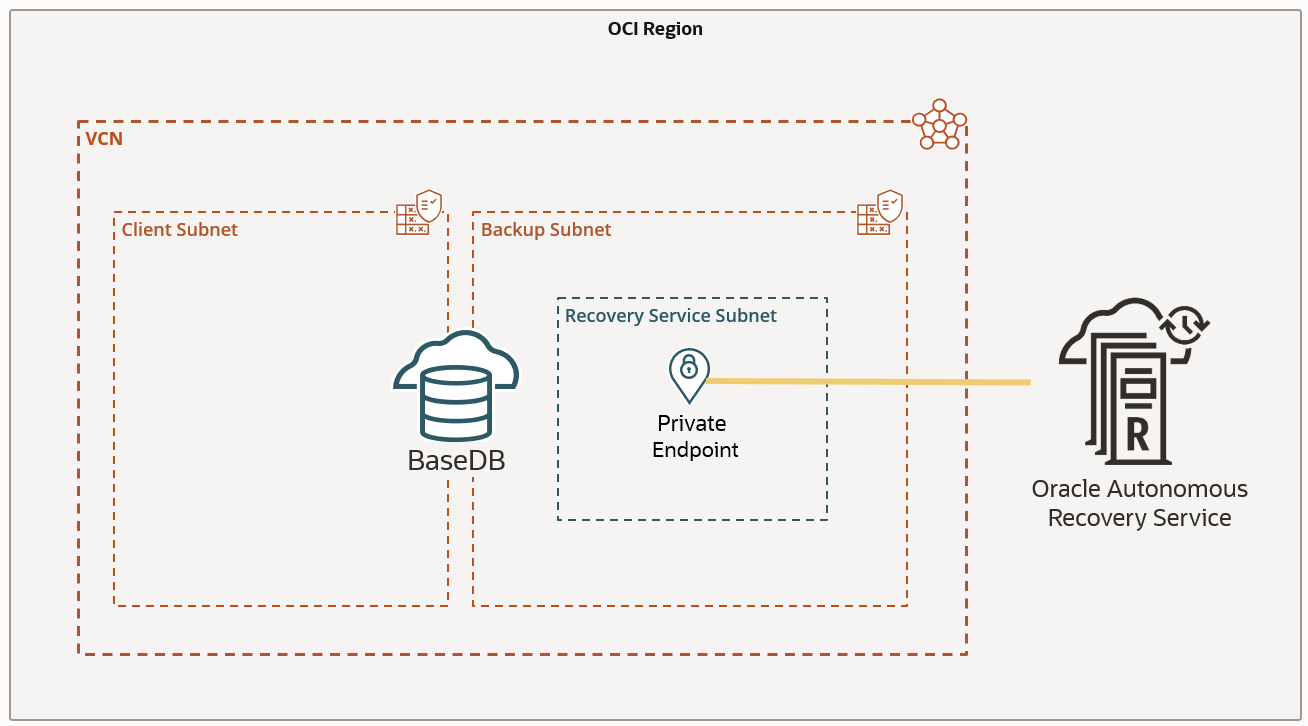 OCI Region
VCN
Client Subnet
Backup Subnet
Recovery Service Subnet
Private
Endpoint
BaseDB
R
Oracle Autonomous
Recovery Service